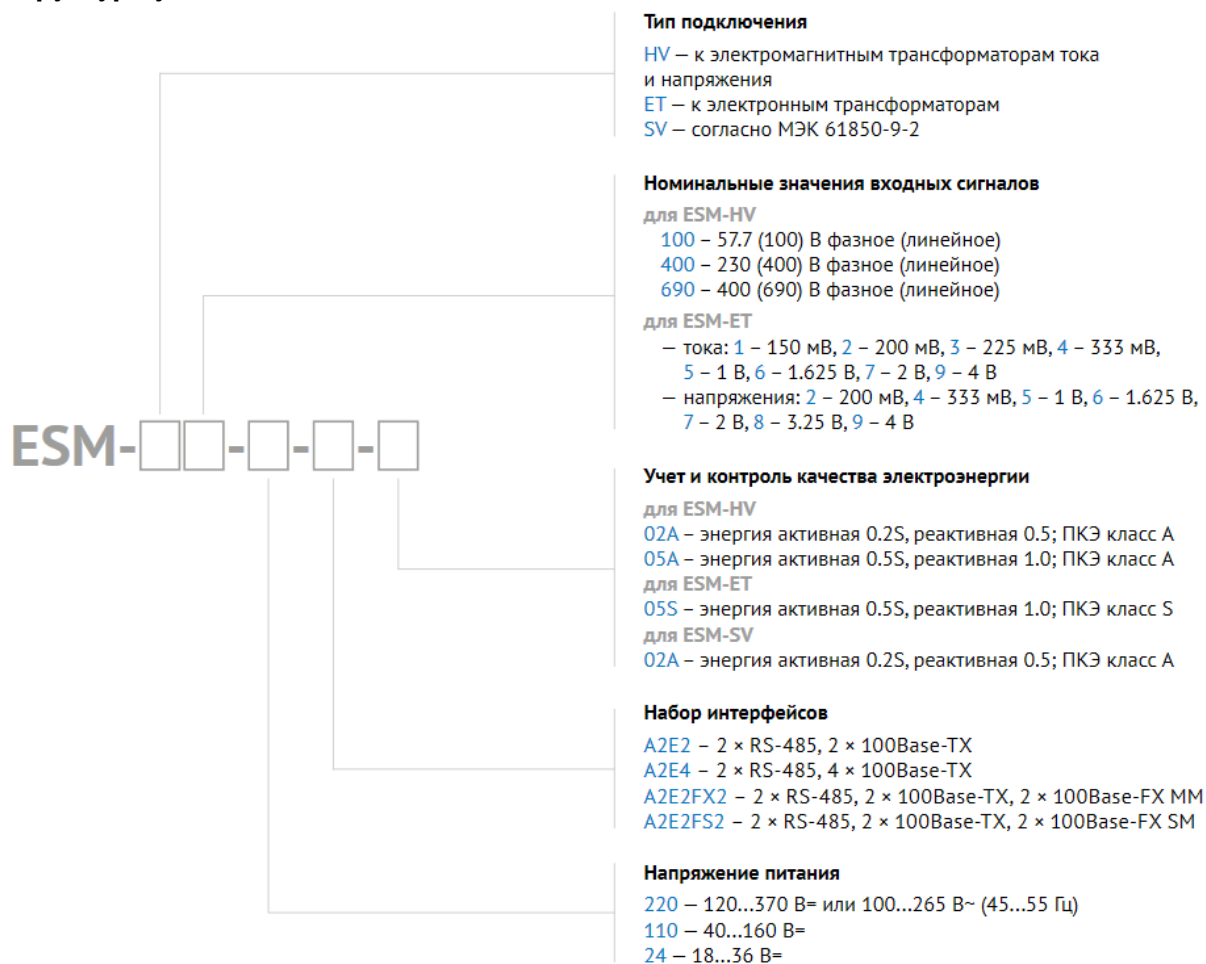 Тип подключения
HV — к электромагнитным трансформаторам тока
и напряжения
ET — к электронным трансформаторам
SV — согласно МЭК 61850-9-2
Номинальные значения входных сигналов
для ESM-HV
100 – 57.7 (100) В фазное (линейное)
400 – 230 (400) В фазное (линейное)
690 – 400 (690) В фазное (линейное)
для ESM-ET
— тока: 1 – 150 мВ, 2 – 200 мВ, 3 – 225 мВ, 4 – 333 мВ,
5 – 1 В, 6 – 1.625 В, 7 – 2 В, 9 – 4 В
— напряжения: 2 – 200 мВ, 4 – 333 мВ, 5 – 1 В, 6 – 1.625 В,
7 – 2 В, 8 – 3.25 В, 9 – 4 В
ESM-□□-□-□-□
Учет и контроль качества электроэнергии
для ESM-HV
02A – энергия активная 0.2S, реактивная 0.5; ПКЭ класс A
05A – энергия активная 0.5S, реактивная 1.0; ПКЭ класс A
для ESM-ET
05S – энергия активная 0.5S, реактивная 1.0; ПКЭ класс S
для ESM-SV
02A – энергия активная 0.2S, реактивная 0.5; ПКЭ класс A
Набор интерфейсов
A2E2 – 2 × RS-485, 2 × 100Base-TX
A2E4 – 2 × RS-485, 4 × 100Base-TX
A2E2FX2 – 2 × RS-485, 2 × 100Base-TX, 2 × 100Base-FX MM
A2E2FS2 – 2 × RS-485, 2 × 100Base-TX, 2 × 100Base-FX SM
Напряжение питания
220 — 120...370 В= или 100...265 В~ (45...55 Гц)
110 — 40...160 В=
24 — 18...36 В=